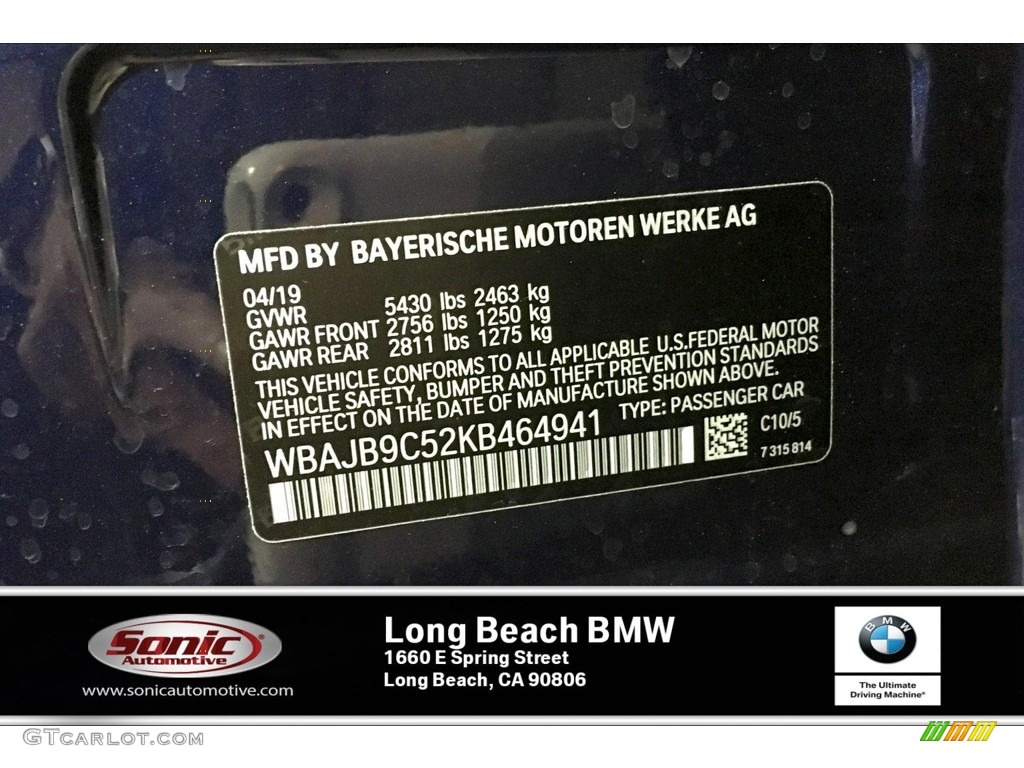 MFD BY BAYERISCHE MOTOREN WERKE AG
04/19
GVWR 5430 lbs 2463 kg
GAWR FRONT 2756 lbs 1250 kg
GAWR REAR 2811 lbs 1275 kg
THIS VEHICLE CONFORMS TO ALL APPLICABLE U.S.FEDERAL MOTOR
VEHICLE SAFETY, BUMPER AND THEFT PREVENTION STANDARDS
IN EFFECT ON THE DATE OF MANUFACTURE SHOWN ABOVE.
WBAJB9C52KB464941 TYPE: PASSENGER CAR
C10/5
7 315 814
Sonic
Automotive
www.sonicautomotive.com
Long Beach BMW
1660 E Spring Street
Long Beach, CA 90806
BMW
The Ultimate
Driving Machine®
GTcarlot.com